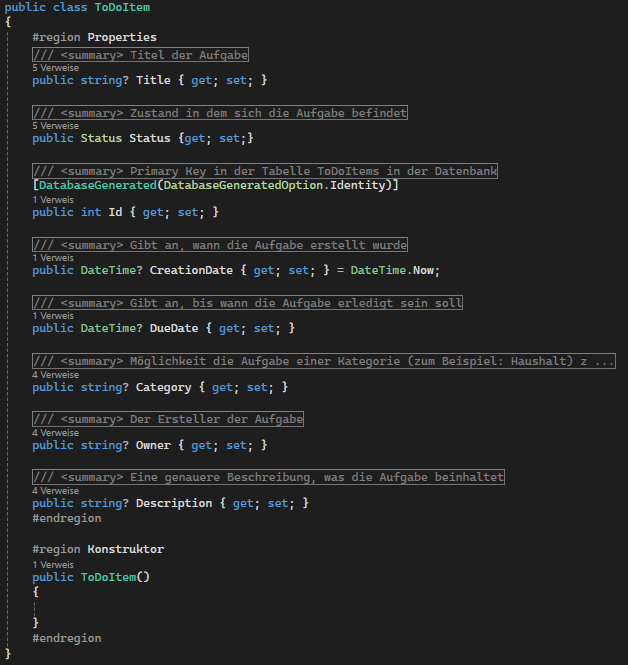 public class ToDoItem
{
#region Properties
/// <summary> Titel der Aufgabe
5 Verweise
public string? Title { get; set; }
/// <summary> Zustand in dem sich die Aufgabe befindet
5 Verweise
public Status Status {get; set;}
/// <summary> Primary Key in der Tabelle ToDoItems in der Datenbank
[DatabaseGenerated(DatabaseGeneratedOption.Identity)]
1 Verweis
public int Id { get; set; }
/// <summary> Gibt an, wann die Aufgabe erstellt wurde
1 Verweis
public DateTime? CreationDate { get; set; } = DateTime.Now;
/// <summary> Gibt an, bis wann die Aufgabe erledigt sein soll
1 Verweis
public DateTime? DueDate { get; set; }
/// <summary> Möglichkeit die Aufgabe einer Kategorie (zum Beispiel: Haushalt) z ...
4 Verweise
public string? Category { get; set; }
/// <summary> Der Ersteller der Aufgabe
4 Verweise
public string? Owner { get; set; }
/// <summary> Eine genauere Beschreibung, was die Aufgabe beinhaltet
4 Verweise
public string? Description { get; set; }
#endregion
#region Konstruktor
1 Verweis
public ToDoItem()
{
}
#endregion
}